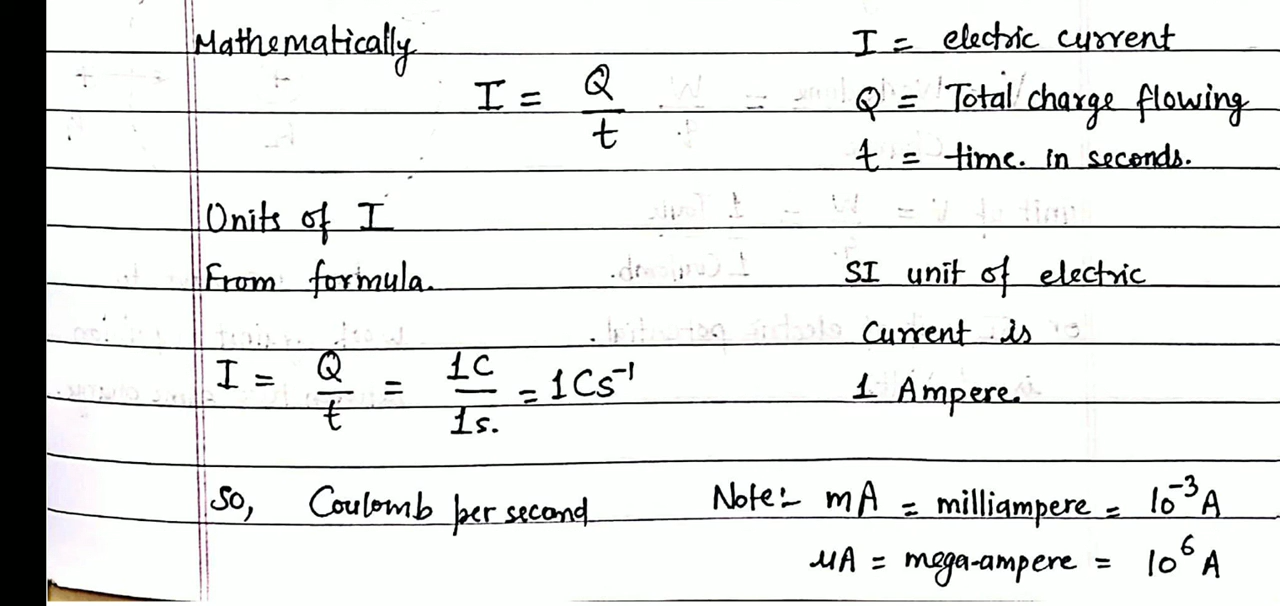 Mathematically
I = Q/t
I = electric current
Q = Total charge flowing
t = time. in seconds.
Units of I
From formula.
I = Q/t = 1C/1s. = 1Cs⁻¹
SI unit of electric
Current is
1 Ampere.
So, Coulomb per second
Note:- mA = milliampere = 10⁻³A
μA = mega-ampere = 10⁶ A